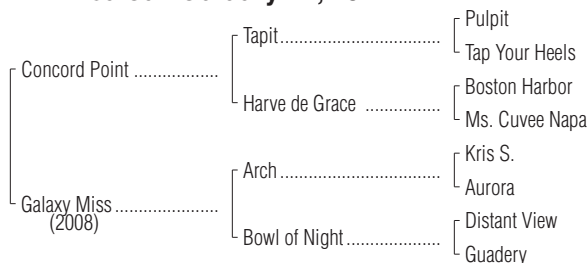 Pulpit
Tapit
Tap Your Heels
Concord Point
Boston Harbor
Harve de Grace
Ms. Cuvee Napa
Kris S.
Arch
Aurora
Galaxy Miss
(2008)
Distant View
Bowl of Night
Guadery